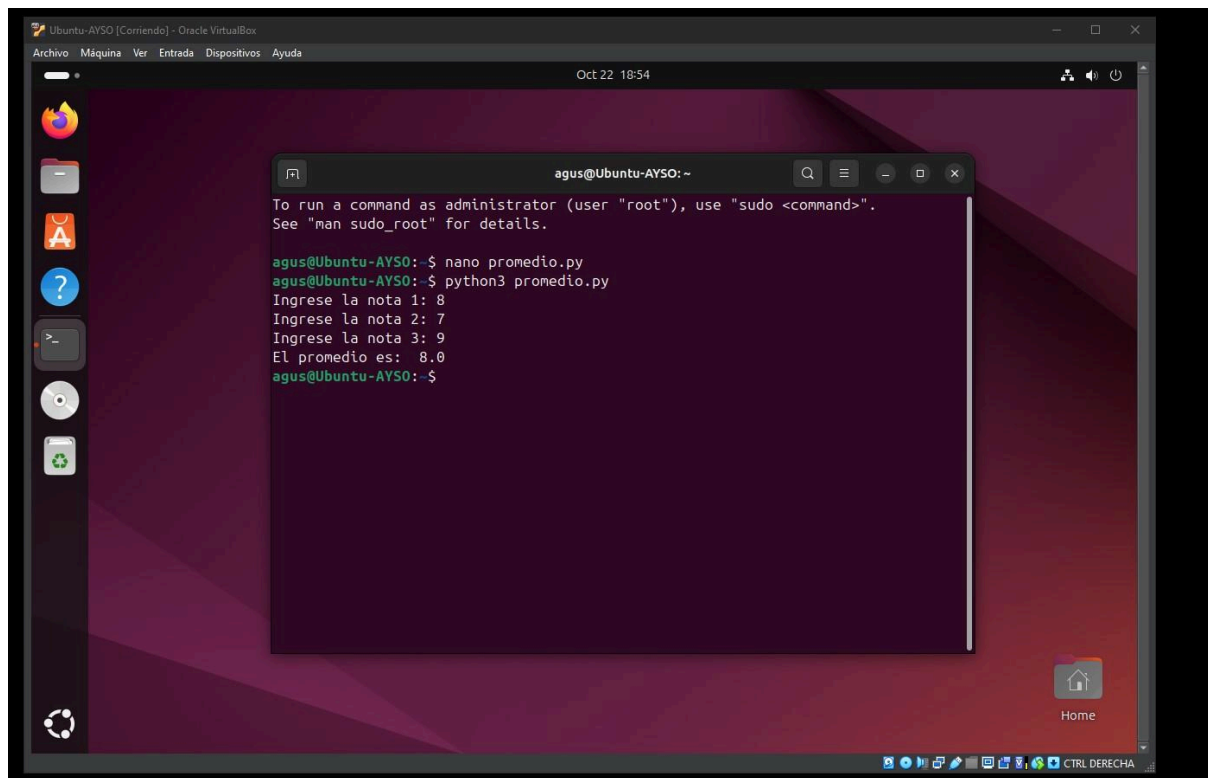 Ubuntu-AYSO [Corriendo] - Oracle VirtualBox
Archivo Máquina Ver Entrada Dispositivos Ayuda
Oct 22 18:54
agus@Ubuntu-AYSO: ~
To run a command as administrator (user "root"), use "sudo <command>".
See "man sudo_root" for details.
agus@Ubuntu-AYSO:~$ nano promedio.py
agus@Ubuntu-AYSO:~$ python3 promedio.py
Ingrese la nota 1: 8
Ingrese la nota 2: 7
Ingrese la nota 3: 9
El promedio es:  8.0
agus@Ubuntu-AYSO:~$
Home
CTRL DERECHA